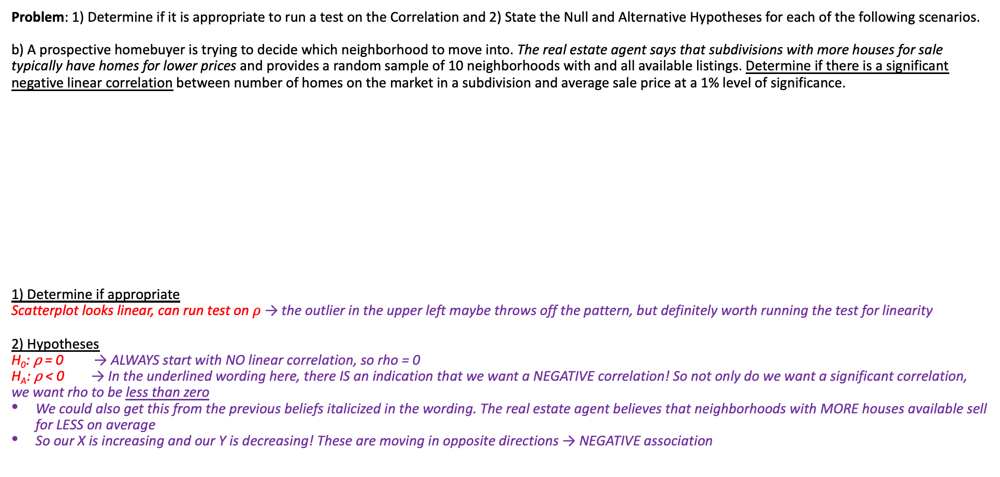 Problem: 1) Determine if it is appropriate to run a test on the Correlation and 2) State the Null and Alternative Hypotheses for each of the following scenarios.
b) A prospective homebuyer is trying to decide which neighborhood to move into. The real estate agent says that subdivisions with more houses for sale
typically have homes for lower prices and provides a random sample of 10 neighborhoods with and all available listings. Determine if there is a significant
negative linear correlation between number of homes on the market in a subdivision and average sale price at a 1% level of significance.
1) Determine if appropriate
Scatterplot looks linear, can run test on ρ → the outlier in the upper left maybe throws off the pattern, but definitely worth running the test for linearity
2) Hypotheses
H₀: ρ = 0 → ALWAYS start with NO linear correlation, so rho = 0
H_A: ρ < 0 → In the underlined wording here, there IS an indication that we want a NEGATIVE correlation! So not only do we want a significant correlation,
we want rho to be less than zero
• We could also get this from the previous beliefs italicized in the wording. The real estate agent believes that neighborhoods with MORE houses available sell
for LESS on average
• So our X is increasing and our Y is decreasing! These are moving in opposite directions → NEGATIVE association